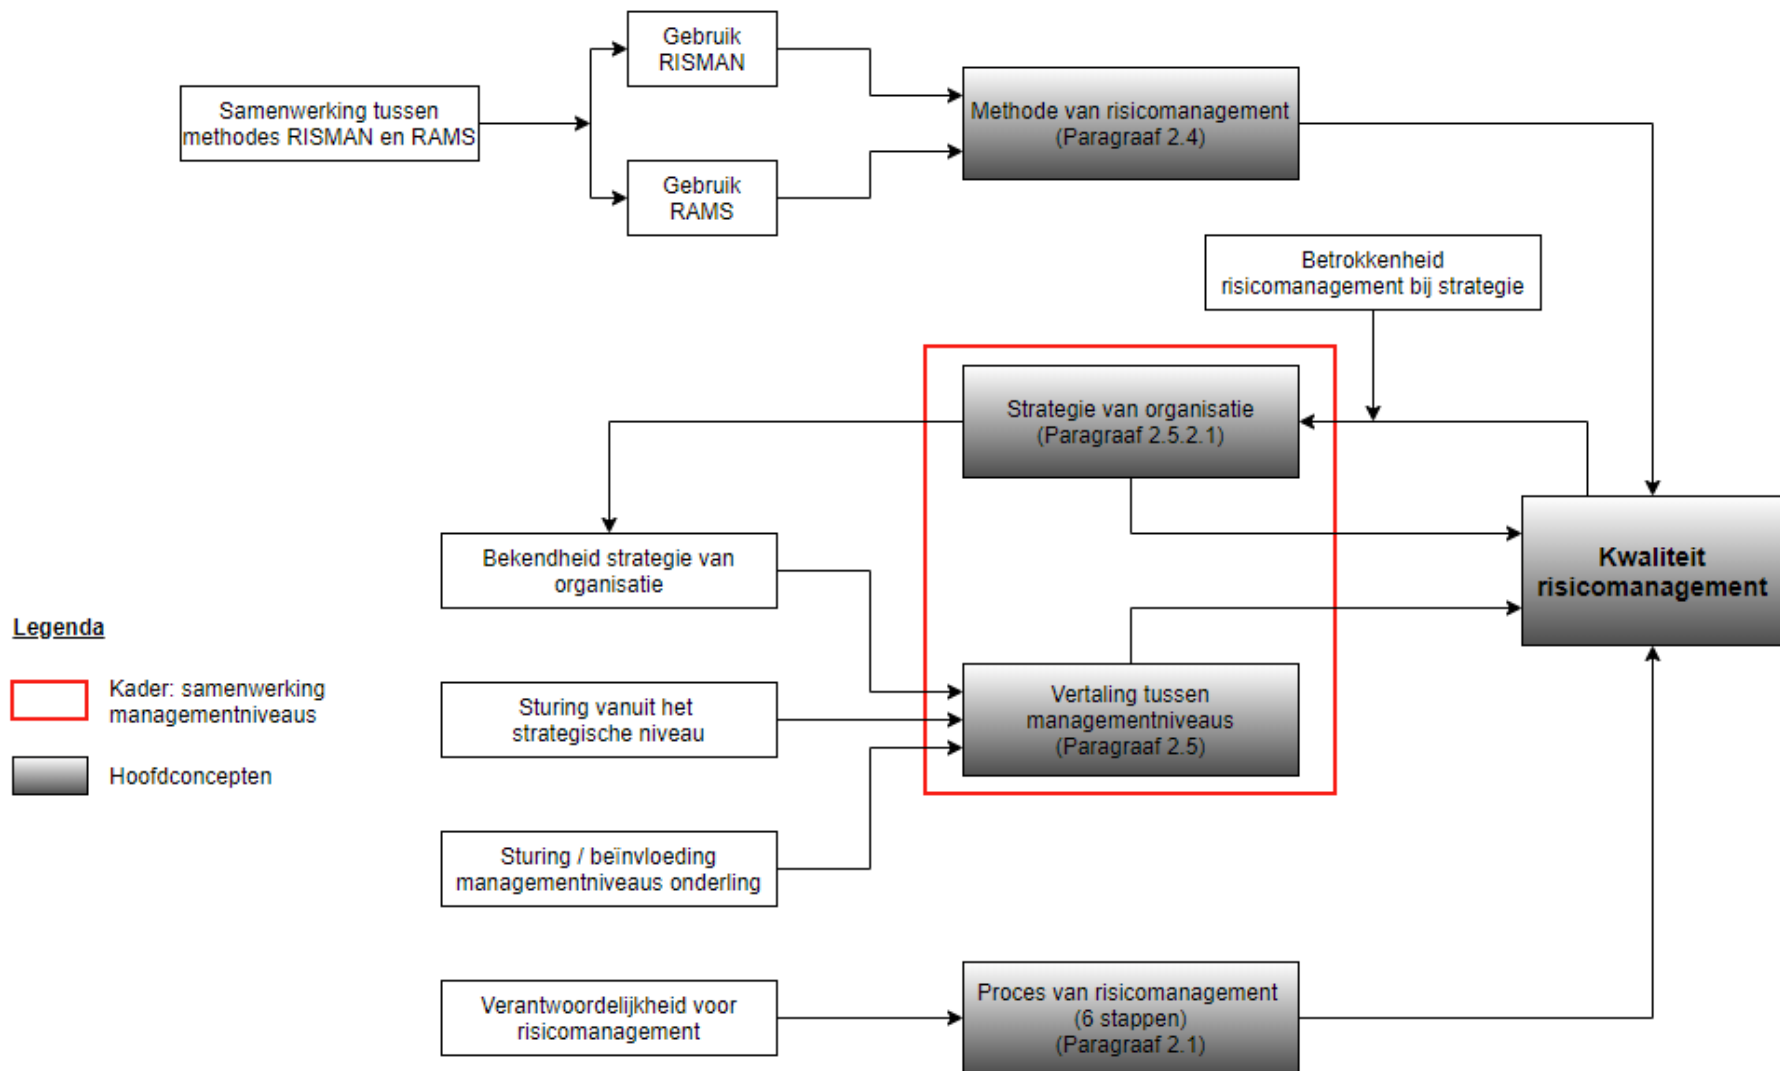 Gebruik
RISMAN
Samenwerking tussen
methodes RISMAN en RAMS
Methode van risicomanagement
(Paragraaf 2.4)
Gebruik
RAMS
Betrokkenheid
risicomanagement bij strategie
Strategie van organisatie
(Paragraaf 2.5.2.1)
Bekendheid strategie van
organisatie
Kwaliteit
risicomanagement
Legenda
Kader: samenwerking
managementniveaus
Hoofdconcepten
Sturing vanuit het
strategische niveau
Vertaling tussen
managementniveaus
(Paragraaf 2.5)
Sturing / beïnvloeding
managementniveaus onderling
Verantwoordelijkheid voor
risicomanagement
Proces van risicomanagement
(6 stappen)
(Paragraaf 2.1)